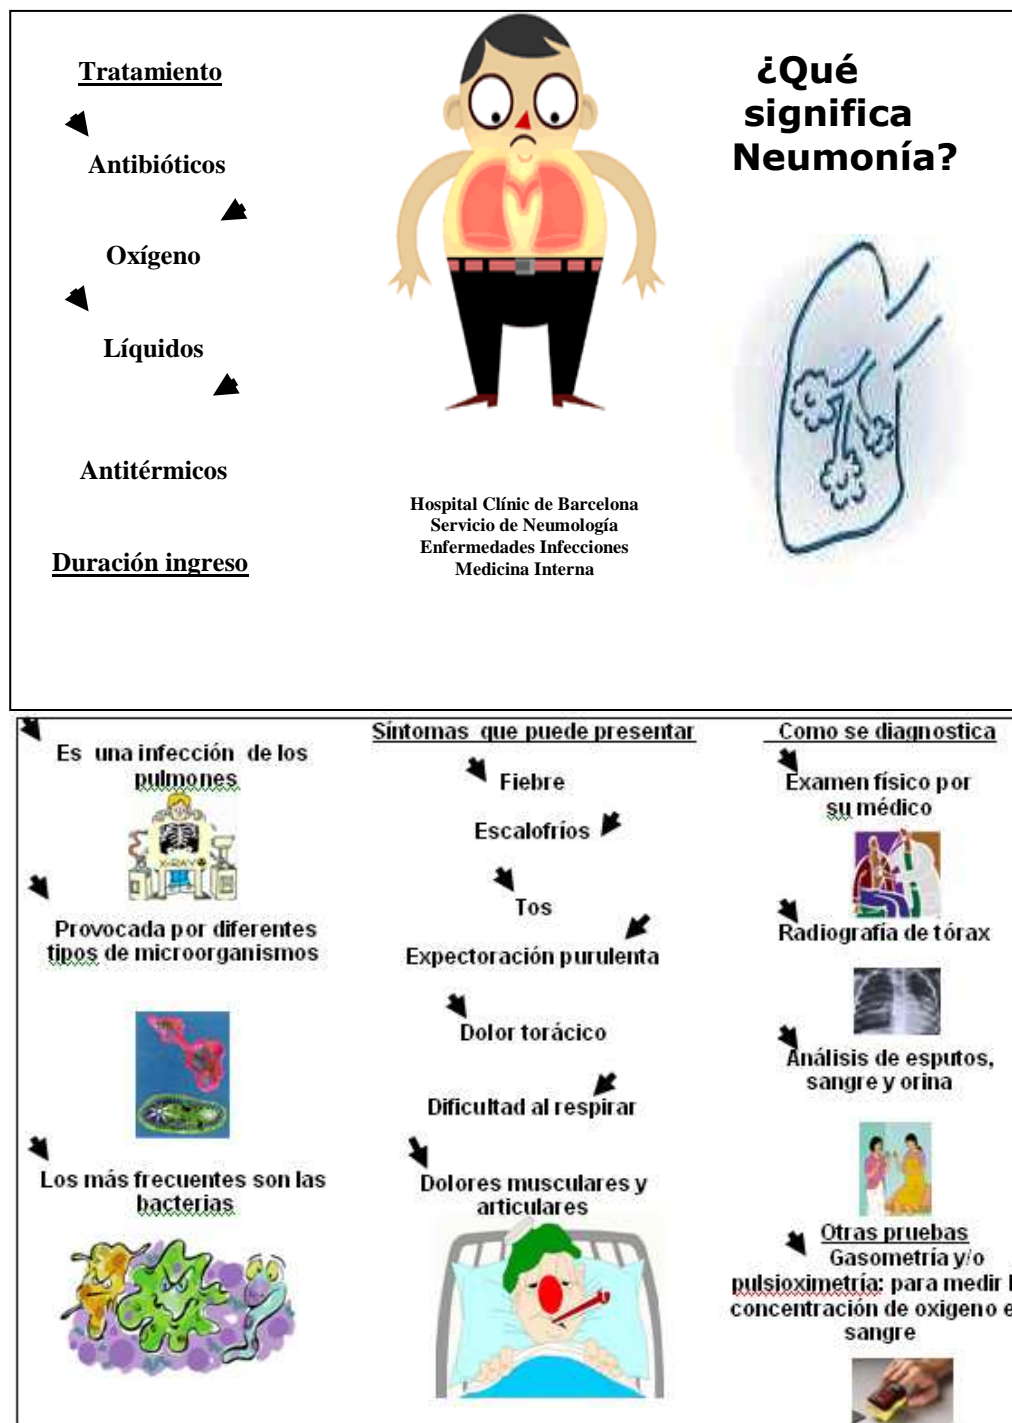 Tratamiento
Antibióticos
Oxígeno
Líquidos
Antitérmicos
Duración ingreso
Hospital Clínic de Barcelona
Servicio de Neumología
Enfermedades Infecciones
Medicina Interna
¿Qué
significa
Neumonía?
Es una infección de los
pulmones
X-RAY
Provocada por diferentes
tipos de microorganismos
Los más frecuentes son las
bacterias
Síntomas que puede presentar
Fiebre
Escalofríos
Tos
Expectoración purulenta
Dolor torácico
Dificultad al respirar
Dolores musculares y
articulares
Como se diagnostica
Examen físico por
su médico
Radiografía de tórax
Análisis de esputos,
sangre y orina
Otras pruebas
Gasometría y/o
pulsioximetría: para medir
concentración de oxigeno
sangre